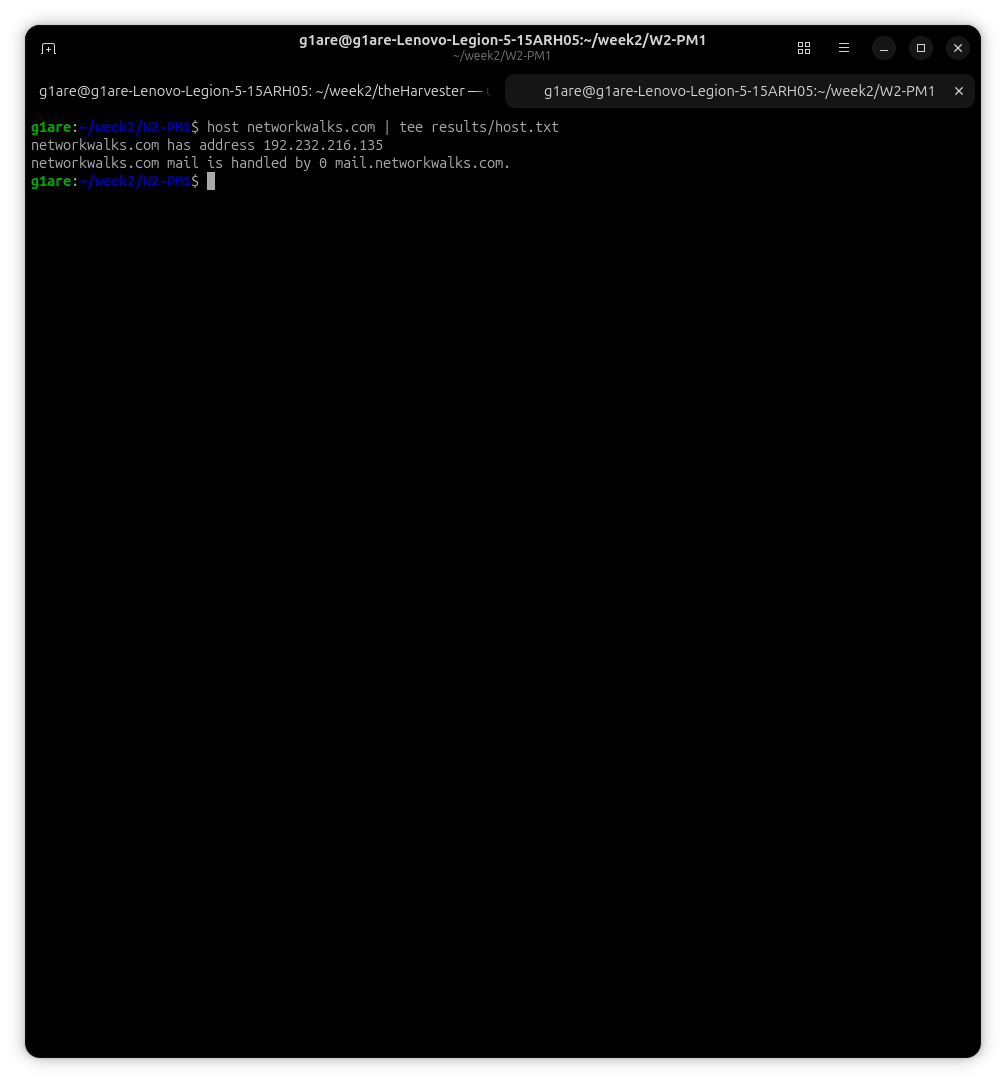 g1are@g1are-Lenovo-Legion-5-15ARH05:~/week2/W2-PM1
~/week2/W2-PM1
g1are@g1are-Lenovo-Legion-5-15ARH05: ~/week2/theHarvester —
g1are@g1are-Lenovo-Legion-5-15ARH05:~/week2/W2-PM1
g1are:~/week2/W2-PM1$ host networkwalks.com | tee results/host.txt
networkwalks.com has address 192.232.216.135
networkwalks.com mail is handled by 0 mail.networkwalks.com.
g1are:~/week2/W2-PM1$